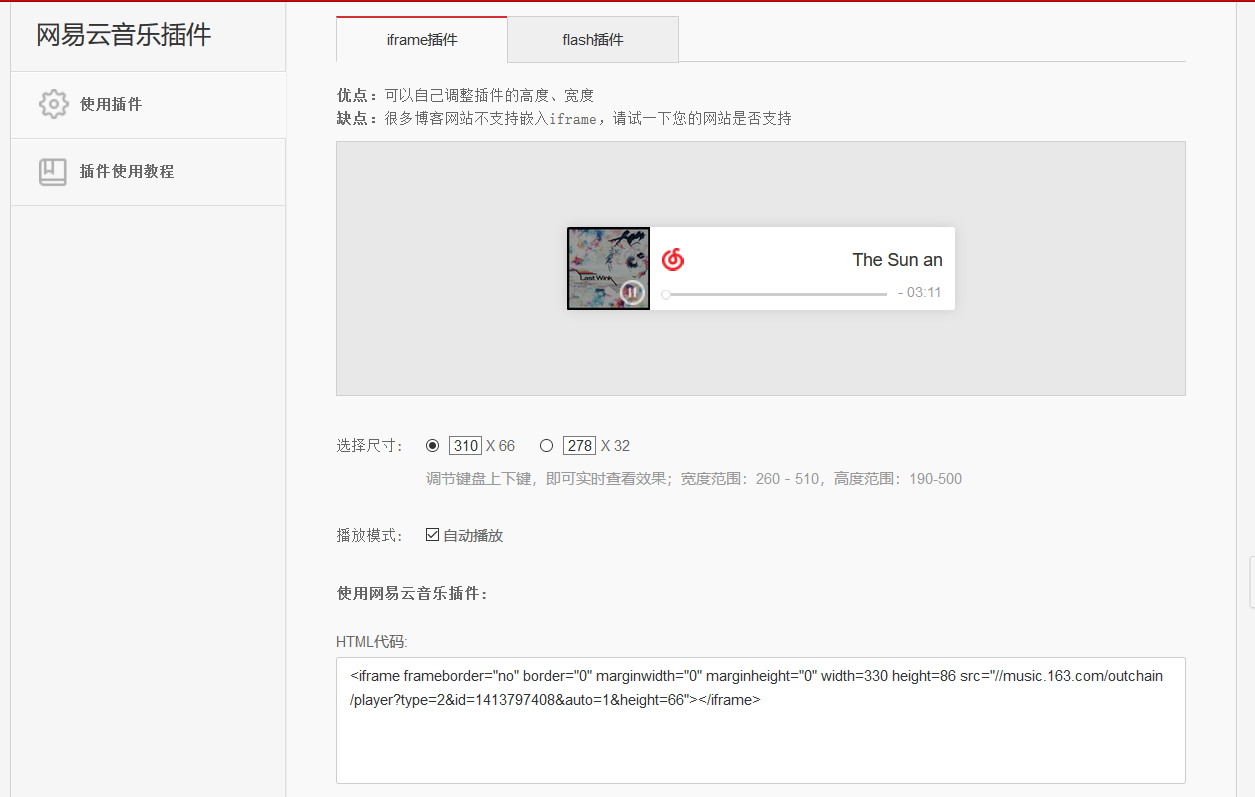 网易云音乐插件
使用插件
插件使用教程
iframe插件
flash插件
优点：可以自己调整插件的高度、宽度
缺点：很多博客网站不支持嵌入iframe，请试一下您的网站是否支持
Last Wink
The Sun an
- 03:11
选择尺寸： 310 X 66 278 X 32
调节键盘上下键，即可实时查看效果；宽度范围：260 - 510，高度范围：190-500
播放模式： 自动播放
使用网易云音乐插件：
HTML代码:
<iframe frameborder="no" border="0" marginwidth="0" marginheight="0" width=330 height=86 src="//music.163.com/outchain
/player?type=2&id=1413797408&auto=1&height=66"></iframe>